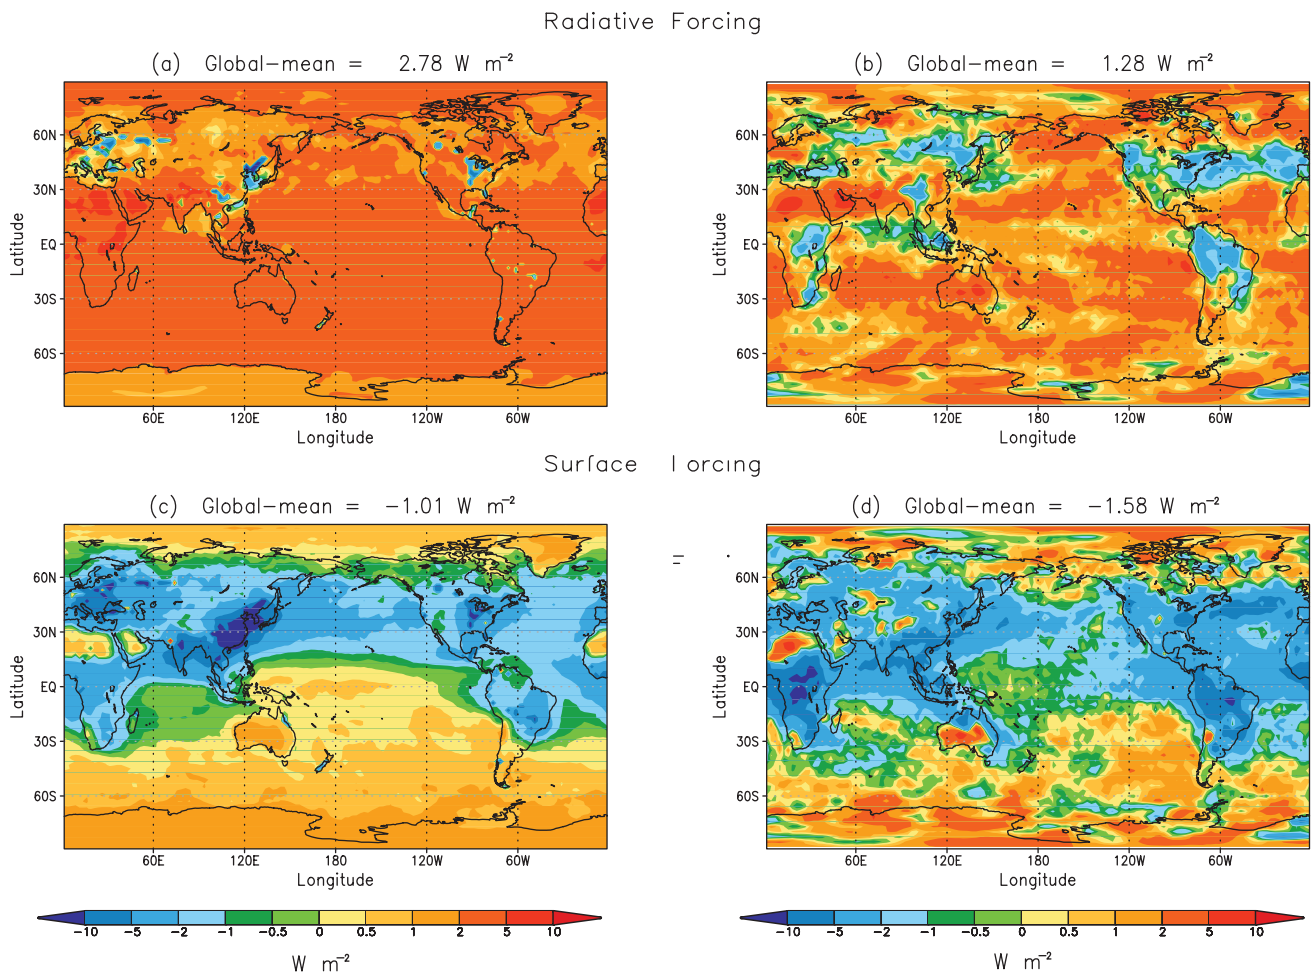 Radiative Forcing
(a) Global-mean = 2.78 W m⁻²
(b) Global-mean = 1.28 W m⁻²
Latitude
60N
30N
EQ
30S
60S
60E 120E 180 120W 60W
Longitude
Latitude
60N
30N
EQ
30S
60S
60E 120E 180 120W 60W
Longitude
Surface orcing
(c) Global-mean = −1.01 W m⁻²
(d) Global-mean = −1.58 W m⁻²
Latitude
60N
30N
EQ
30S
60S
60E 120E 180 120W 60W
Longitude
Latitude
60N
30N
EQ
30S
60S
60E 120E 180 120W 60W
Longitude
−10 −5 −2 −1 −0.5 0 0.5 1 2 5 10
W m⁻²
−10 −5 −2 −1 −0.5 0 0.5 1 2 5 10
W m⁻²